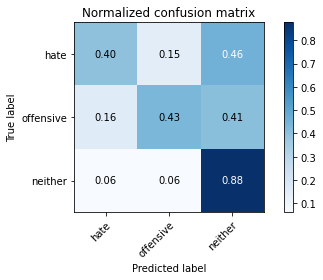 Normalized confusion matrix
True label
hate
offensive
neither
0.40 0.15 0.46
0.16 0.43 0.41
0.06 0.06 0.88
hate offensive neither
Predicted label
0.8
0.7
0.6
0.5
0.4
0.3
0.2
0.1